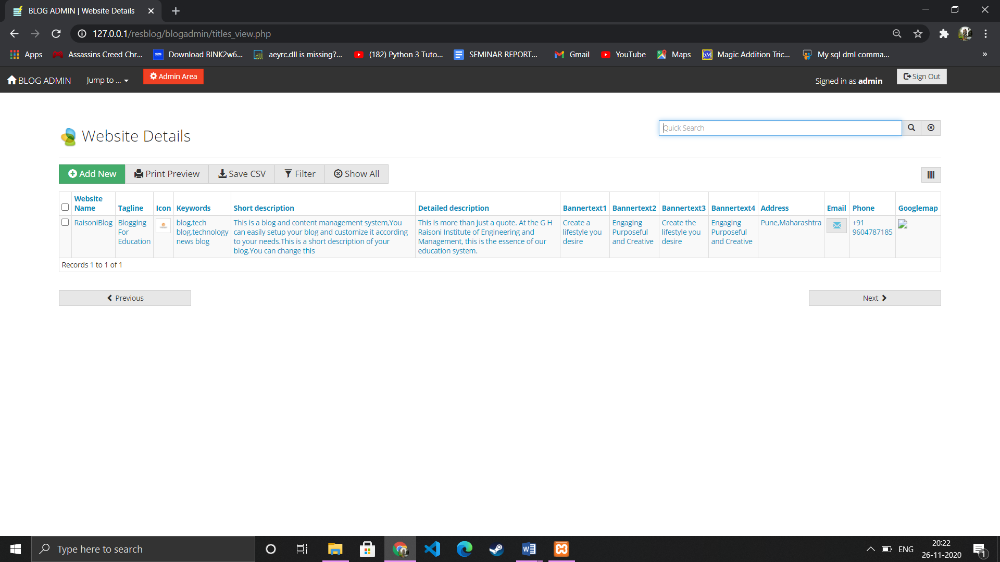 BLOG ADMIN | Website Details
127.0.0.1/resblog/blogadmin/titles_view.php
Apps Assassins Creed Chr... Download BINK2w6... aeyrc.dll is missing?... (182) Python 3 Tuto... SEMINAR REPORT... Gmail YouTube Maps Magic Addition Tric... My sql dml comma... »
BLOG ADMIN Jump to ... Admin Area Signed in as admin Sign Out
Website Details
Quick Search
Add New Print Preview Save CSV Filter Show All
Website Name Tagline Icon Keywords Short description Detailed description Bannertext1 Bannertext2 Bannertext3 Bannertext4 Address Email Phone Googlemap
RaisoniBlog
Blogging
For
Education
blog,tech
blog,technology
news blog
This is a blog and content management system,You
can easily setup your blog and customize it according
to your needs.This is a short description of your
blog.You can change this
This is more than just a quote. At the G H
Raisoni Institute of Engineering and
Management, this is the essence of our
education system.
Create a
lifestyle you
desire
Engaging
Purposeful
and Creative
Create the
lifestyle you
desire
Engaging
Purposeful
and Creative
Pune,Maharashtra
+91
9604787185
Records 1 to 1 of 1
Previous
Next
Type here to search
ENG
20:22
26-11-2020
1